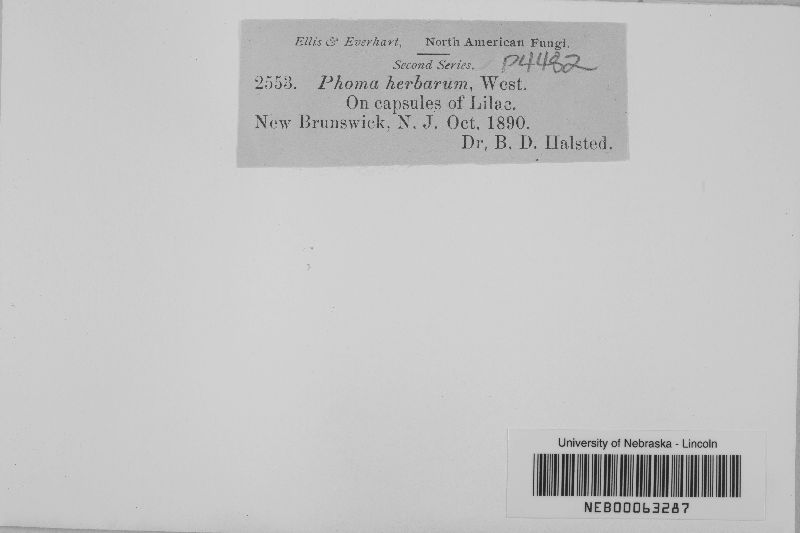 Ellis & Everhart, North American Fungi.
Second Series. P4482
2553. Phoma herbarum, West.
On capsules of Lilac.
New Brunswick, N. J. Oct. 1890.
Dr, B. D. Halsted.
University of Nebraska - Lincoln
NEB00063287